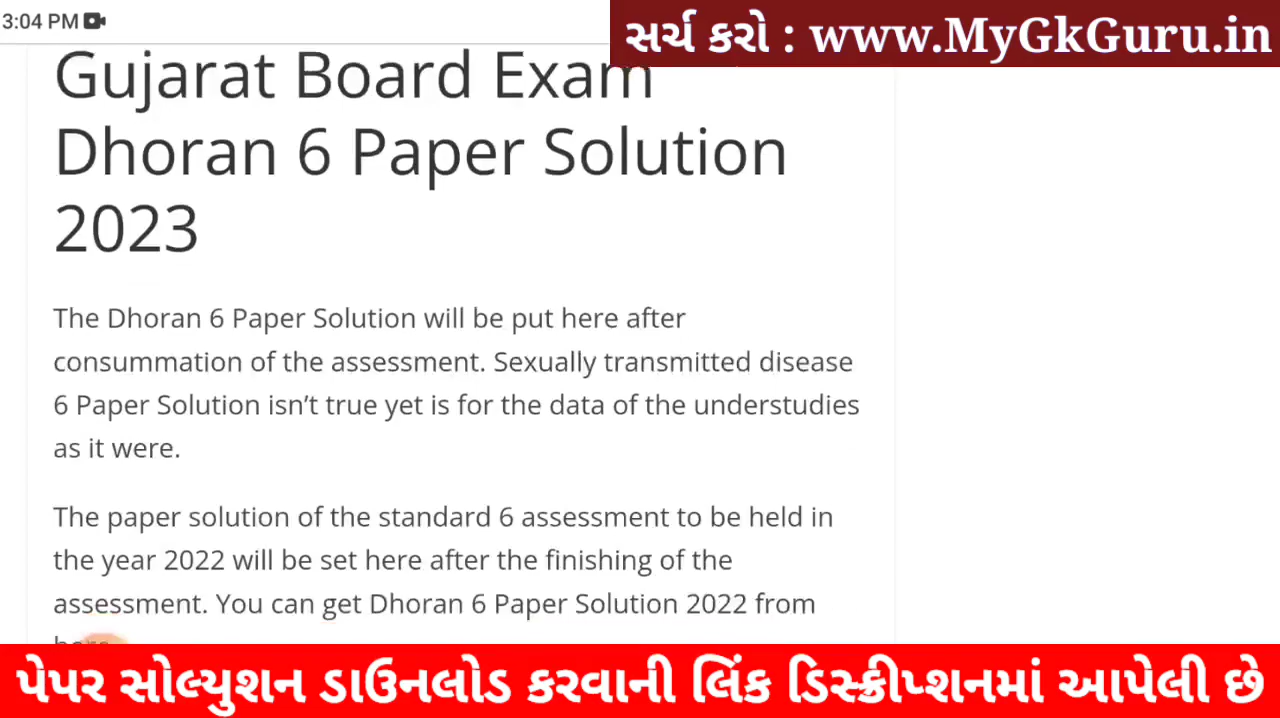 3:04 PM
સર્ચ કરો : www.MyGkGuru.in
Gujarat Board Exam
Dhoran 6 Paper Solution
2023
The Dhoran 6 Paper Solution will be put here after
consummation of the assessment. Sexually transmitted disease
6 Paper Solution isn't true yet is for the data of the understudies
as it were.
The paper solution of the standard 6 assessment to be held in
the year 2022 will be set here after the finishing of the
assessment. You can get Dhoran 6 Paper Solution 2022 from
પેપર સોલ્યુશન ડાઉનલોડ કરવાની લિંક ડિસ્ક્રીપ્શનમાં આપેલી છે